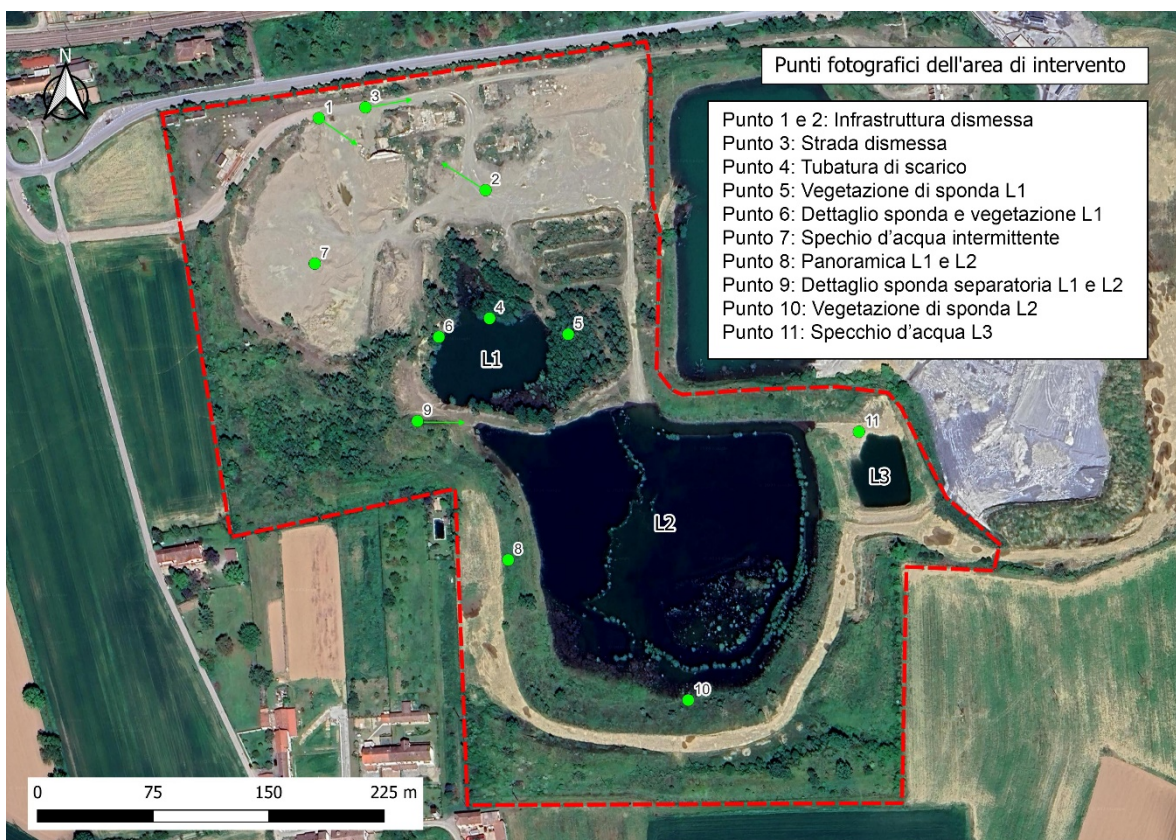 Punti fotografici dell'area di intervento
Punto 1 e 2: Infrastruttura dismessa
Punto 3: Strada dismessa
Punto 4: Tubatura di scarico
Punto 5: Vegetazione di sponda L1
Punto 6: Dettaglio sponda e vegetazione L1
Punto 7: Spechio d'acqua intermittente
Punto 8: Panoramica L1 e L2
Punto 9: Dettaglio sponda separatoria L1 e L2
Punto 10: Vegetazione di sponda L2
Punto 11: Specchio d'acqua L3
N
3
1
2
7
4
5
6
L1
9
11
L3
L2
8
10
0 75 150 225 m